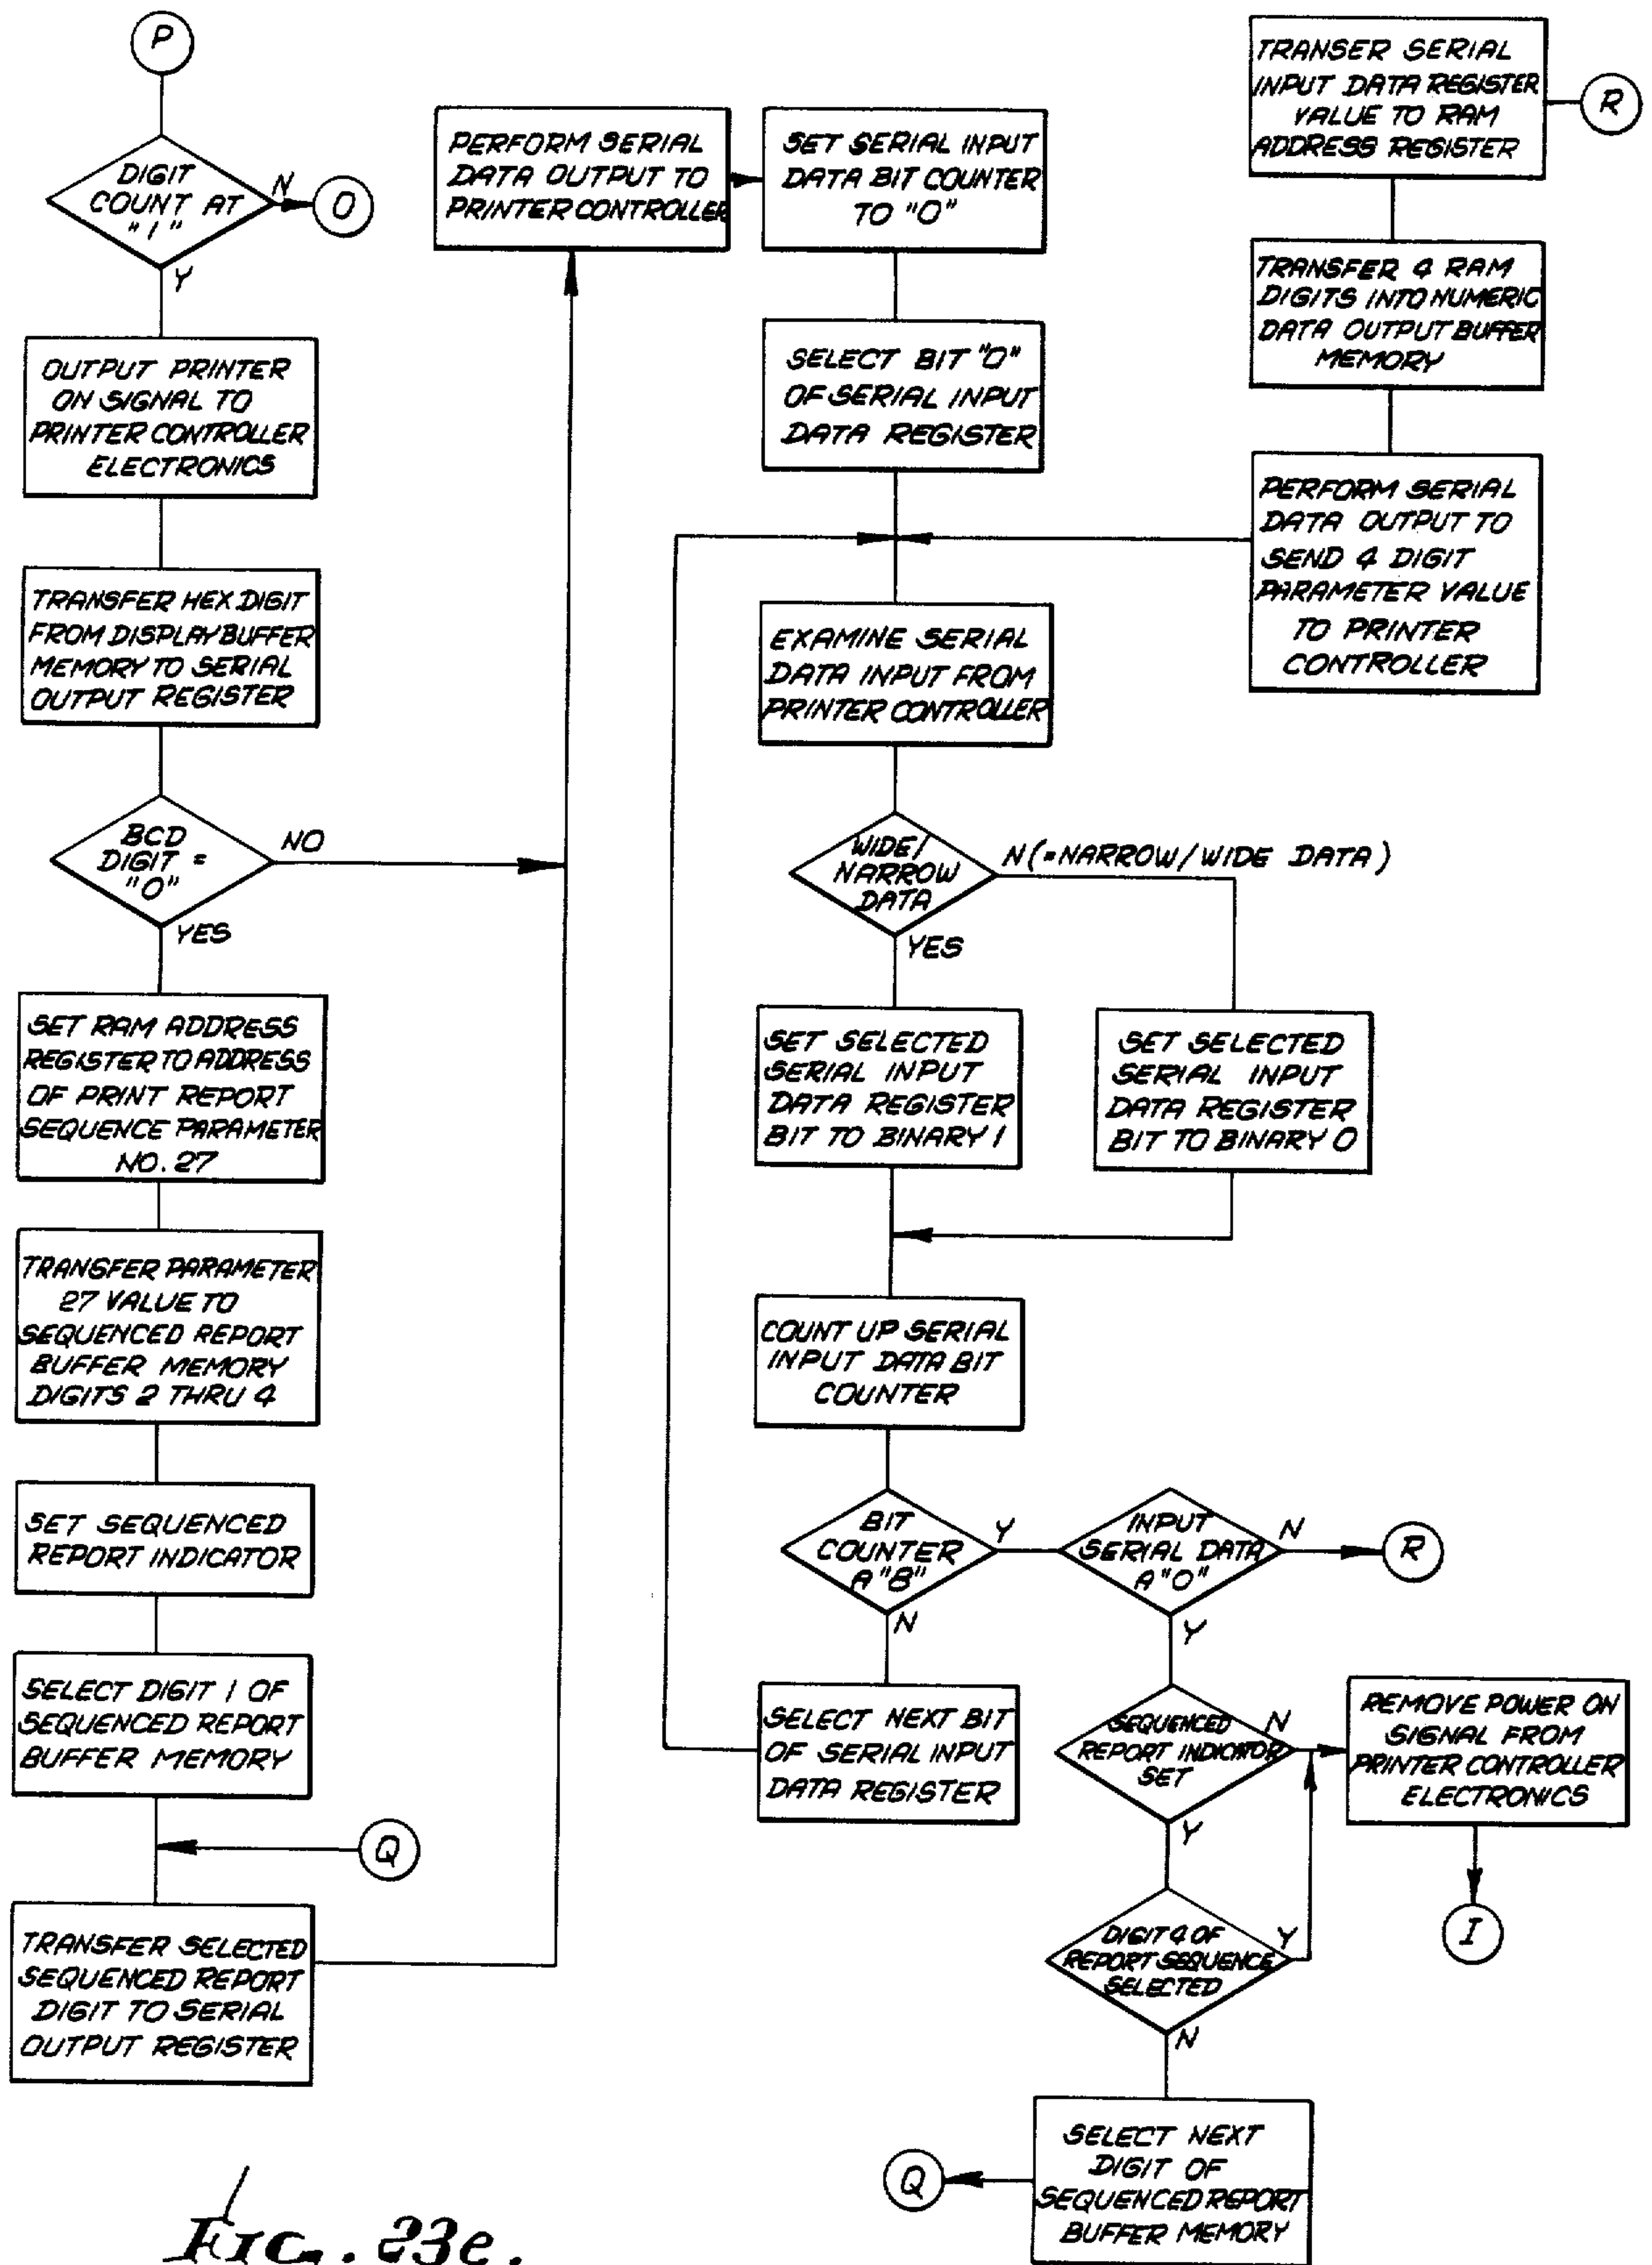 P
DIGIT
COUNT AT
"1"
N
O
Y
OUTPUT PRINTER
ON SIGNAL TO
PRINTER CONTROLLER
ELECTRONICS
TRANSFER HEX DIGIT
FROM DISPLAY BUFFER
MEMORY TO SERIAL
OUTPUT REGISTER
BCD
DIGIT =
"0"
NO
YES
SET RAM ADDRESS
REGISTER TO ADDRESS
OF PRINT REPORT
SEQUENCE PARAMETER
NO. 27
TRANSFER PARAMETER
27 VALUE TO
SEQUENCED REPORT
BUFFER MEMORY
DIGITS 2 THRU 4
SET SEQUENCED
REPORT INDICATOR
SELECT DIGIT 1 OF
SEQUENCED REPORT
BUFFER MEMORY
Q
TRANSFER SELECTED
SEQUENCED REPORT
DIGIT TO SERIAL
OUTPUT REGISTER
PERFORM SERIAL
DATA OUTPUT TO
PRINTER CONTROLLER
SET SERIAL INPUT
DATA BIT COUNTER
TO "0"
SELECT BIT "0"
OF SERIAL INPUT
DATA REGISTER
EXAMINE SERIAL
DATA INPUT FROM
PRINTER CONTROLLER
WIDE/
NARROW
DATA
N (=NARROW/WIDE DATA)
YES
SET SELECTED
SERIAL INPUT
DATA REGISTER
BIT TO BINARY 1
SET SELECTED
SERIAL INPUT
DATA REGISTER
BIT TO BINARY 0
COUNT UP SERIAL
INPUT DATA BIT
COUNTER
BIT
COUNTER
A "8"
Y
N
SELECT NEXT BIT
OF SERIAL INPUT
DATA REGISTER
INPUT
SERIAL DATA
A "0"
N
R
Y
SEQUENCED
REPORT INDICATOR
SET
N
Y
REMOVE POWER ON
SIGNAL FROM
PRINTER CONTROLLER
ELECTRONICS
I
DIGIT 4 OF
REPORT SEQUENCE
SELECTED
Y
N
SELECT NEXT
DIGIT OF
SEQUENCED REPORT
BUFFER MEMORY
Q
TRANSER SERIAL
INPUT DATA REGISTER
VALUE TO RAM
ADDRESS REGISTER
R
TRANSFER 4 RAM
DIGITS INTO NUMERIC
DATA OUTPUT BUFFER
MEMORY
PERFORM SERIAL
DATA OUTPUT TO
SEND 4 DIGIT
PARAMETER VALUE
TO PRINTER
CONTROLLER
FIG. 23e.